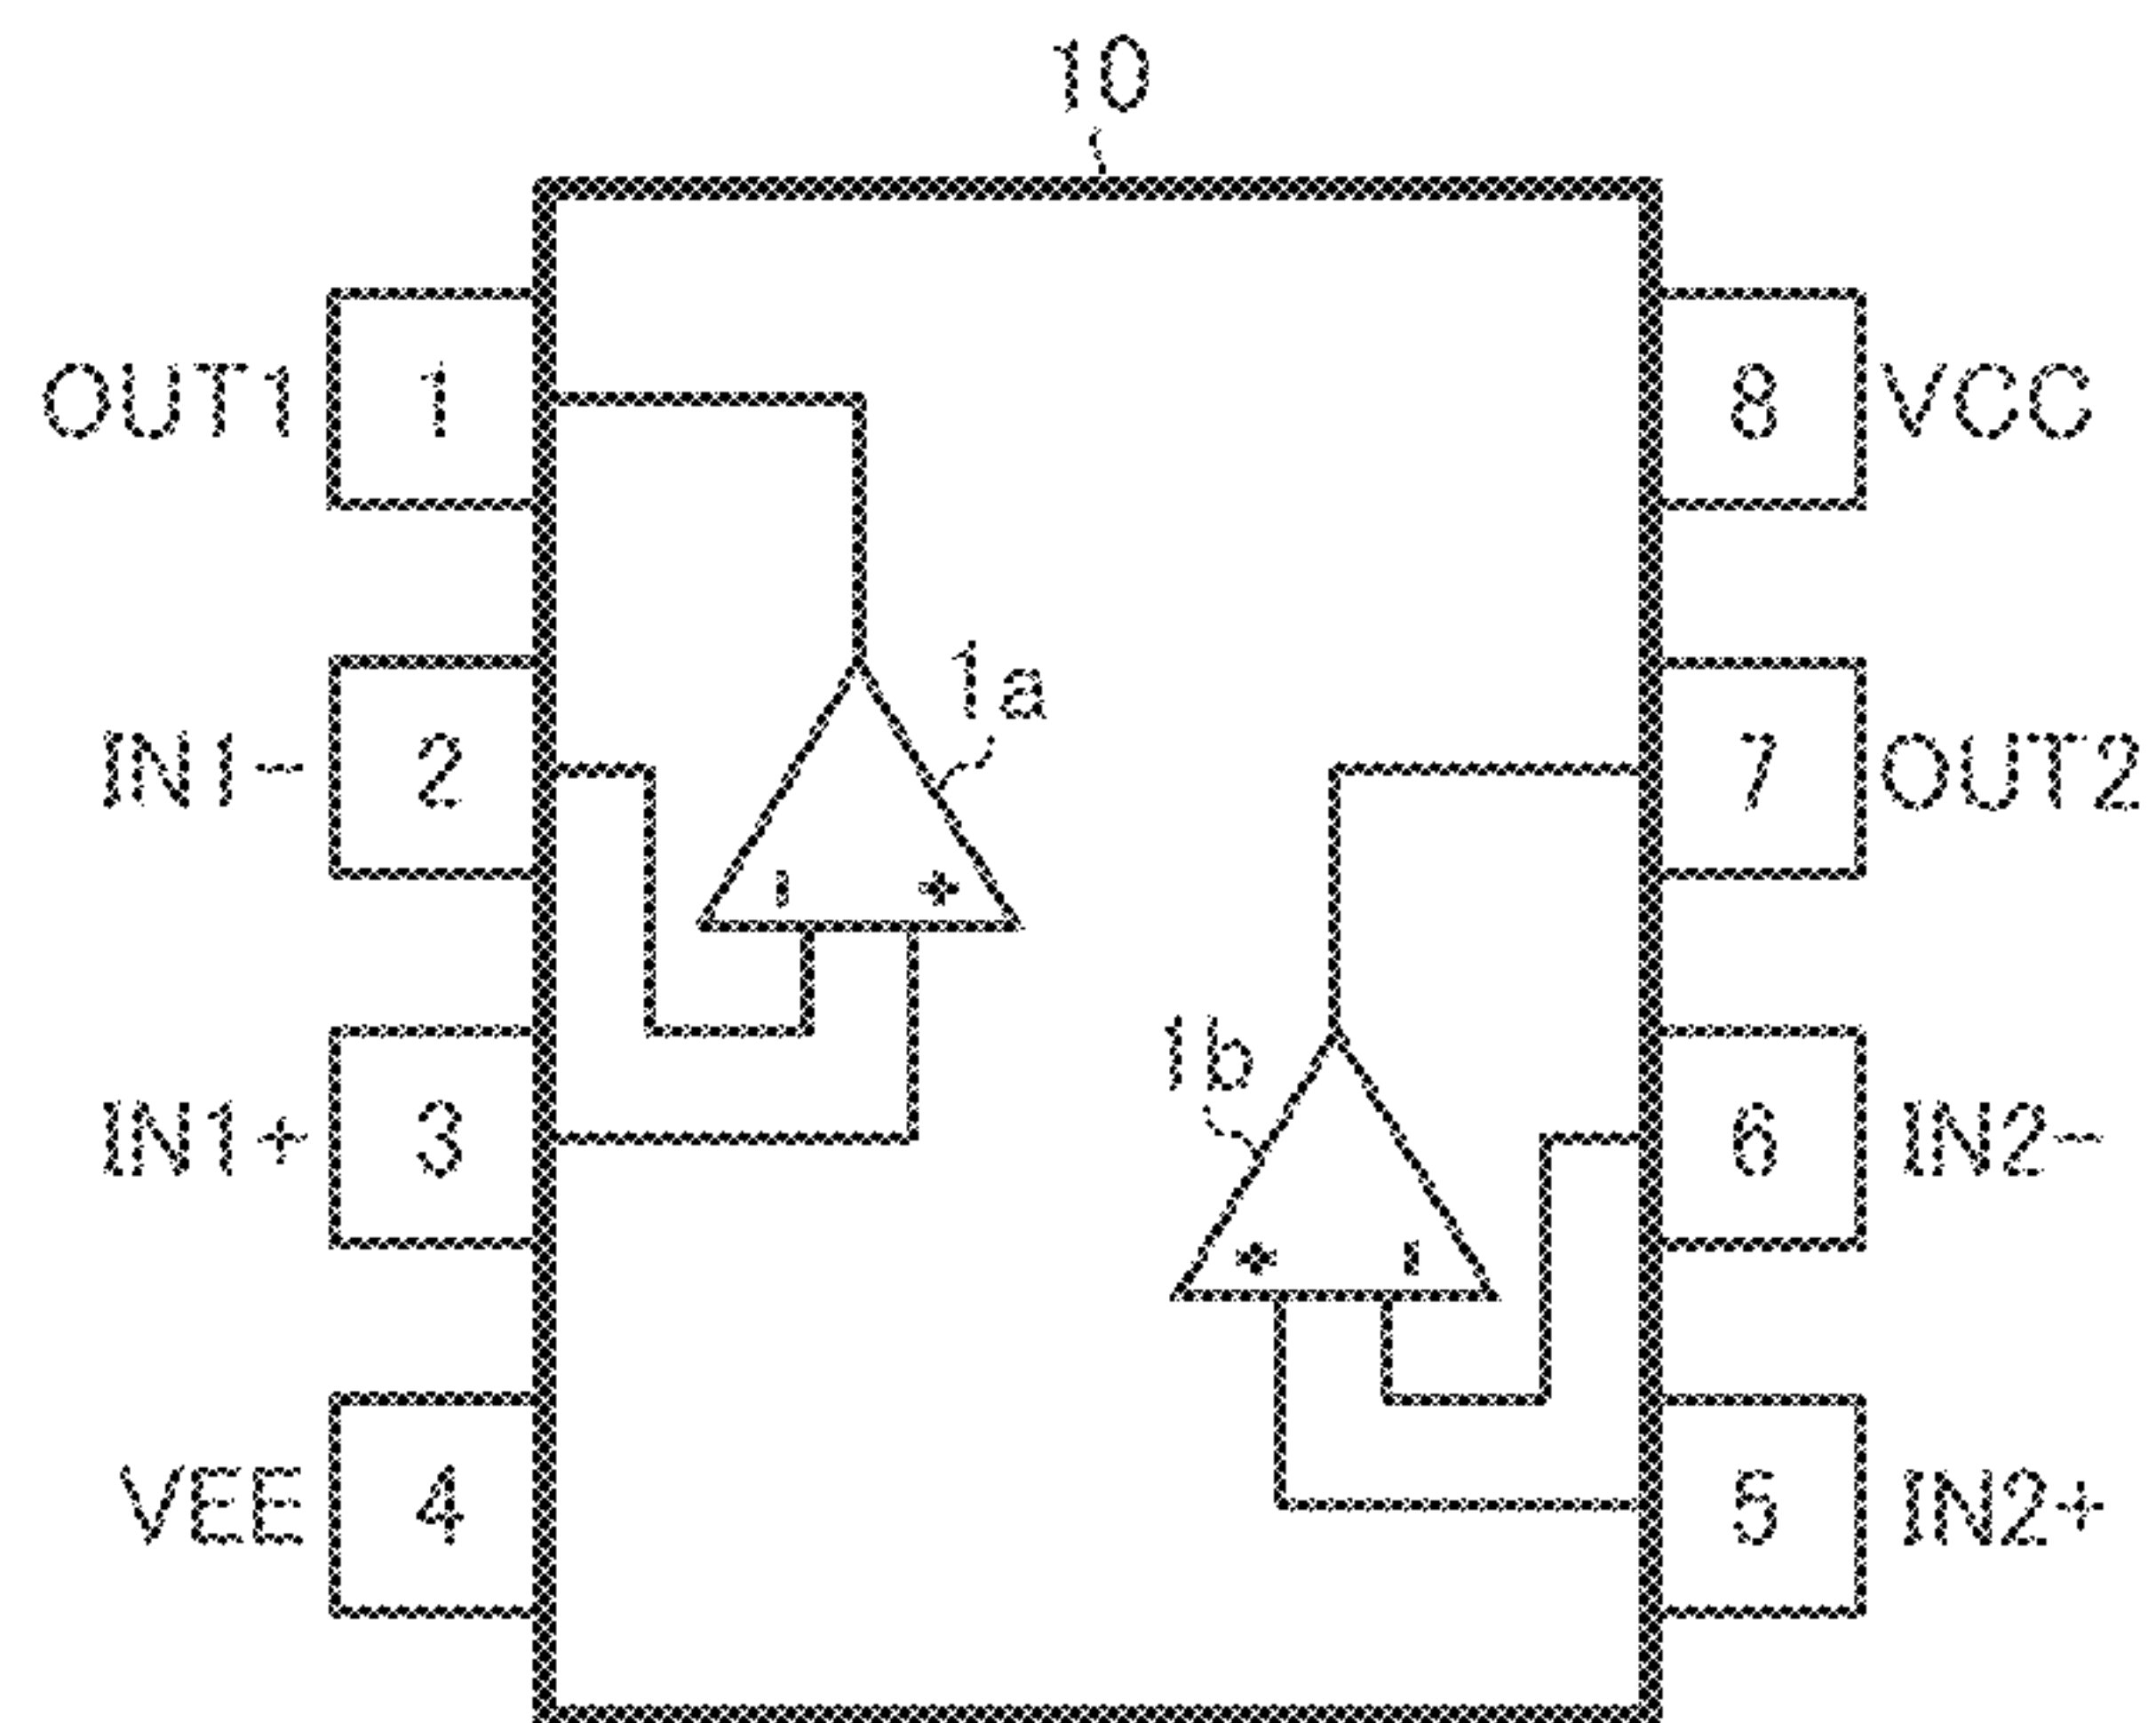 10
OUT1 1 8 VCC
1a
IN1- 2 7 OUT2
- +
1b
IN1+ 3 6 IN2-
+ -
VEE 4 5 IN2+